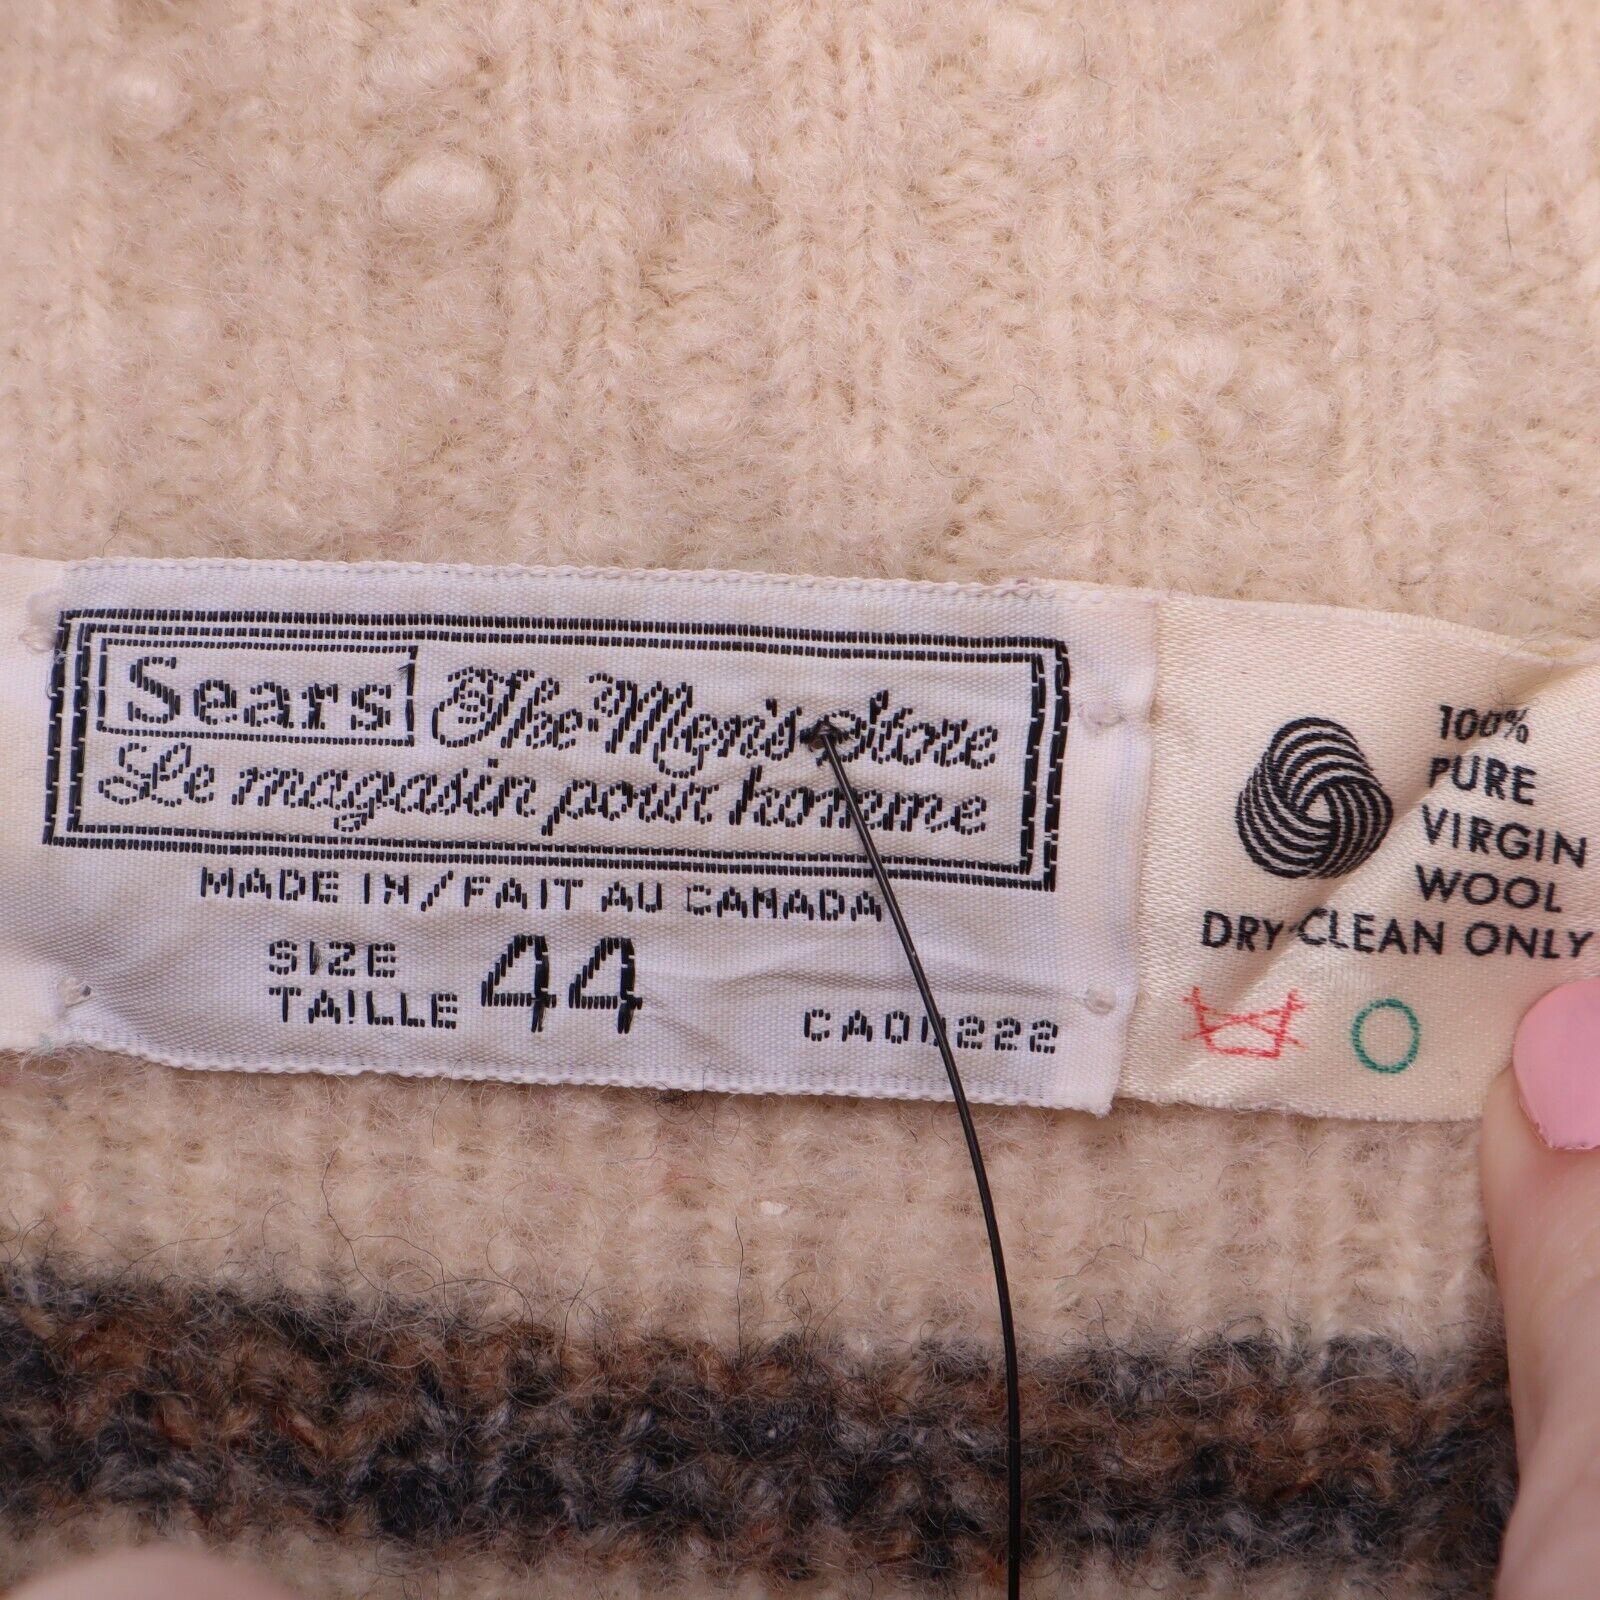 Sears The Men's Store
Le magasin pour homme
MADE IN/FAIT AU CANADA
SIZE
TAILLE 44
100%
PURE
VIRGIN
WOOL
DRY CLEAN ONLY